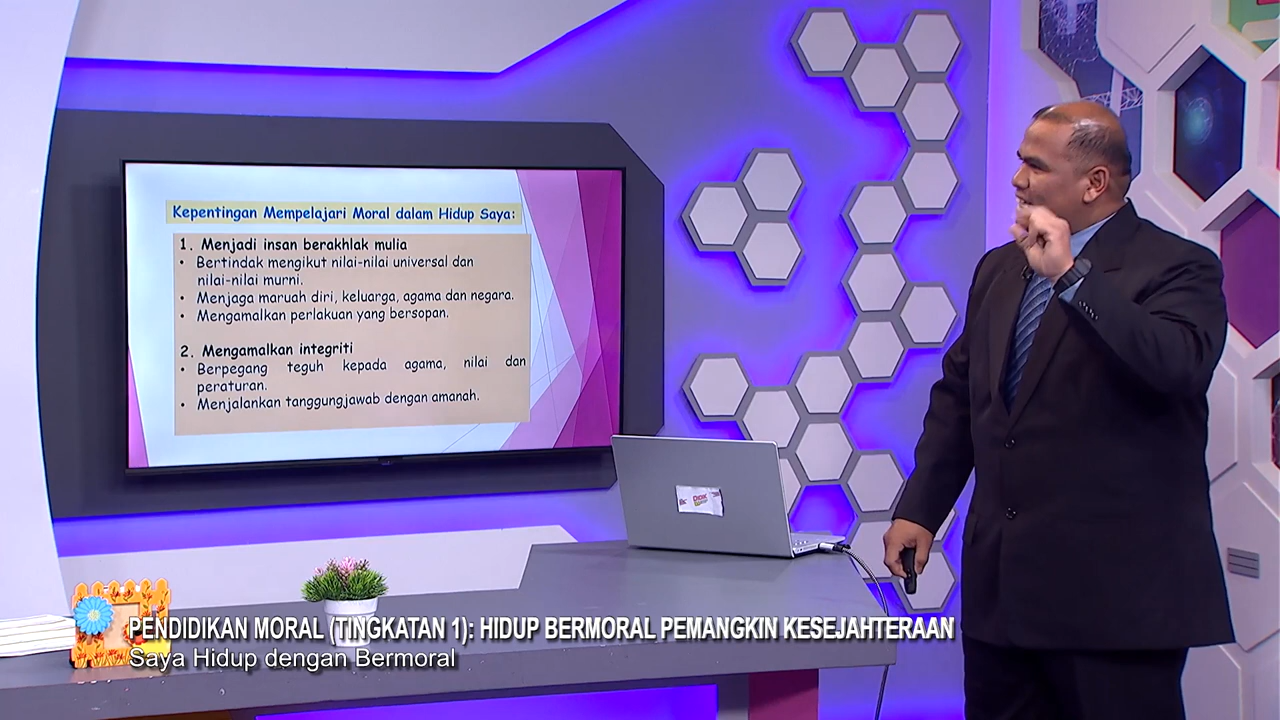 Kepentingan Mempelajari Moral dalam Hidup Saya:
1. Menjadi insan berakhlak mulia
• Bertindak mengikut nilai-nilai universal dan
nilai-nilai murni.
• Menjaga maruah diri, keluarga, agama dan negara.
• Mengamalkan perlakuan yang bersopan.
2. Mengamalkan integriti
• Berpegang teguh kepada agama, nilai dan
peraturan.
• Menjalankan tanggungjawab dengan amanah.
PENDIDIKAN MORAL (TINGKATAN 1): HIDUP BERMORAL PEMANGKIN KESEJAHTERAAN
Saya Hidup dengan Bermoral